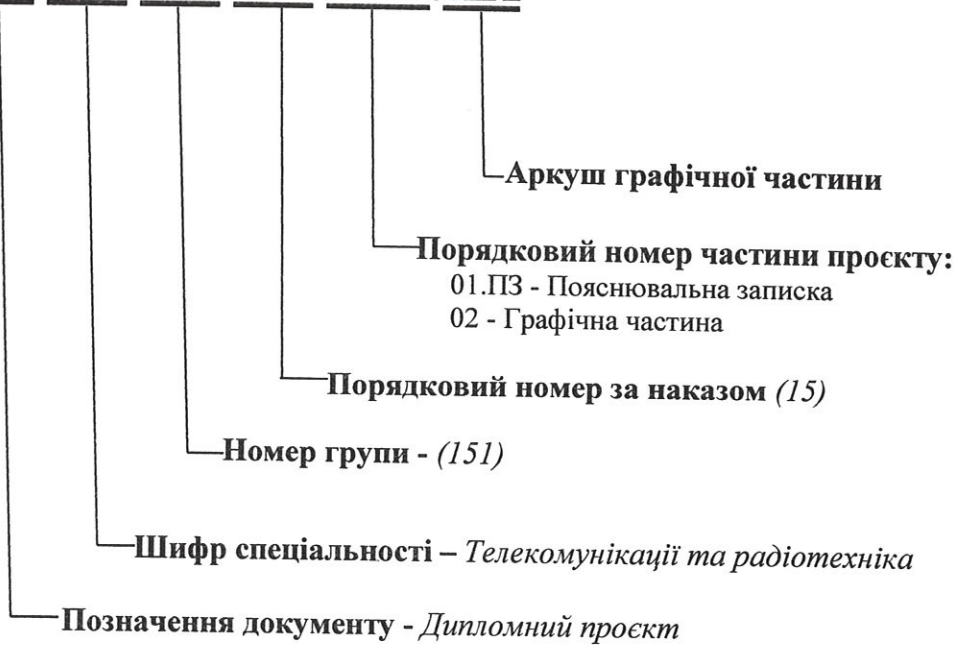 Аркуш графічної частини
Порядковий номер частини проєкту:
01.ПЗ - Пояснювальна записка
02 - Графічна частина
Порядковий номер за наказом (15)
Номер групи - (151)
Шифр спеціальності – Телекомунікації та радіотехніка
Позначення документу - Дипломний проєкт